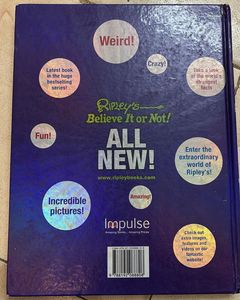 Weird!
Crazy!
Latest book
in the huge
bestselling
series!
Take a look
at the world's
strangest
facts
Ripley's
Believe It or Not!
Fun!
ALL
NEW!
www.ripleybooks.com
Enter the
extraordinary
world of
Ripley's!
Incredible
pictures!
Amazing!
Impulse
Check out
extra images,
features and
videos on our
fantastic
website!